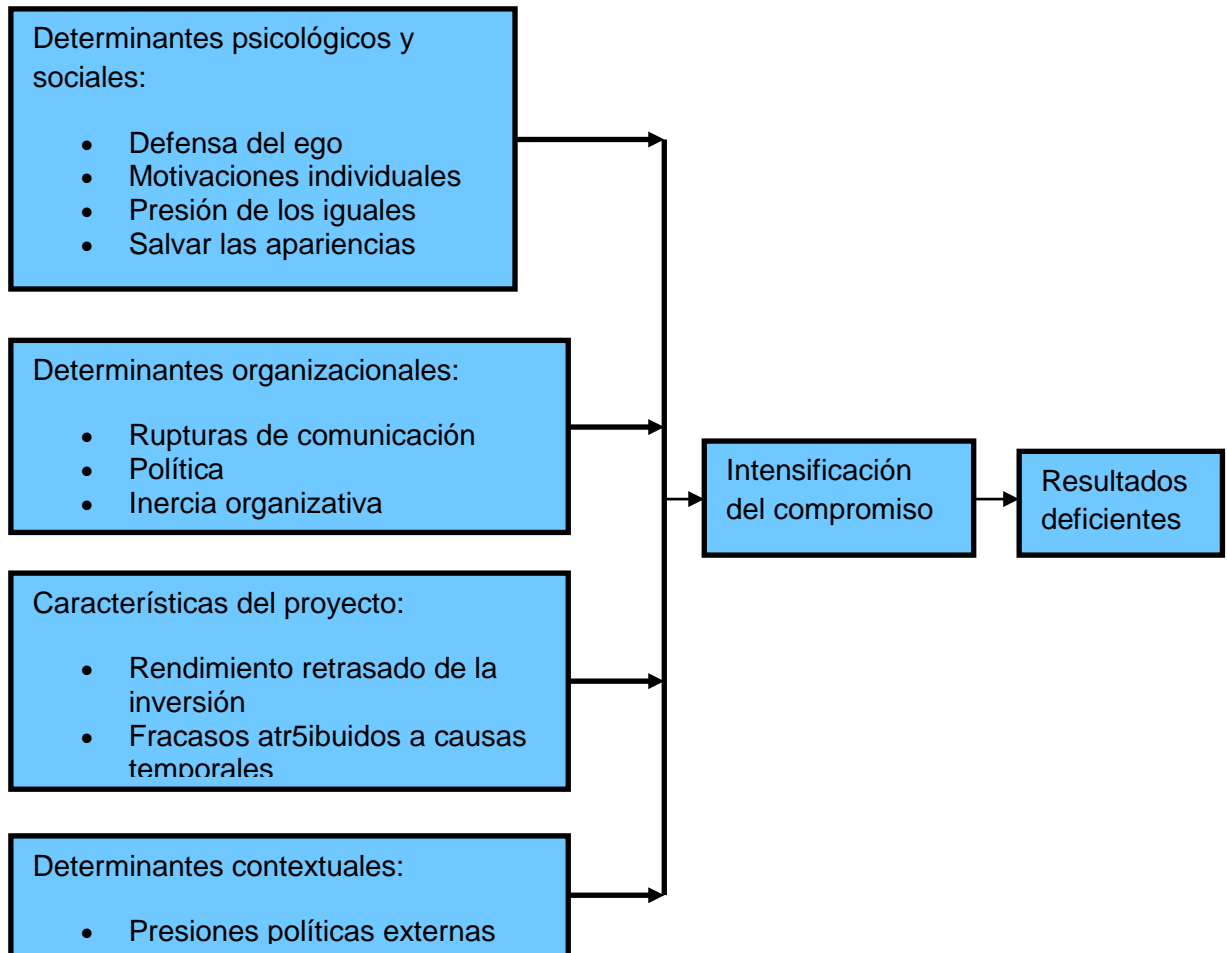 Determinantes psicológicos y
sociales:
• Defensa del ego
• Motivaciones individuales
• Presión de los iguales
• Salvar las apariencias
Determinantes organizacionales:
• Rupturas de comunicación
• Política
• Inercia organizativa
Características del proyecto:
• Rendimiento retrasado de la
inversión
• Fracasos atr5ibuidos a causas
temporales
Determinantes contextuales:
• Presiones políticas externas
Intensificación
del compromiso
Resultados
deficientes